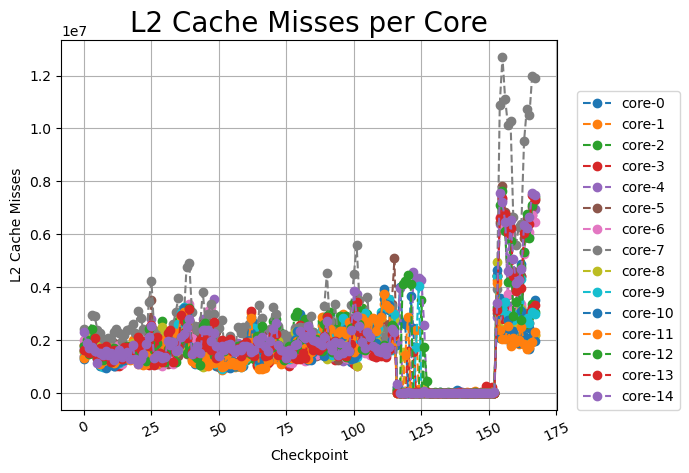 L2 Cache Misses per Core
1e7
1.2
1.0
0.8
0.6
0.4
0.2
0.0
L2 Cache Misses
0
25
50
75
100
125
150
175
Checkpoint
core-0
core-1
core-2
core-3
core-4
core-5
core-6
core-7
core-8
core-9
core-10
core-11
core-12
core-13
core-14